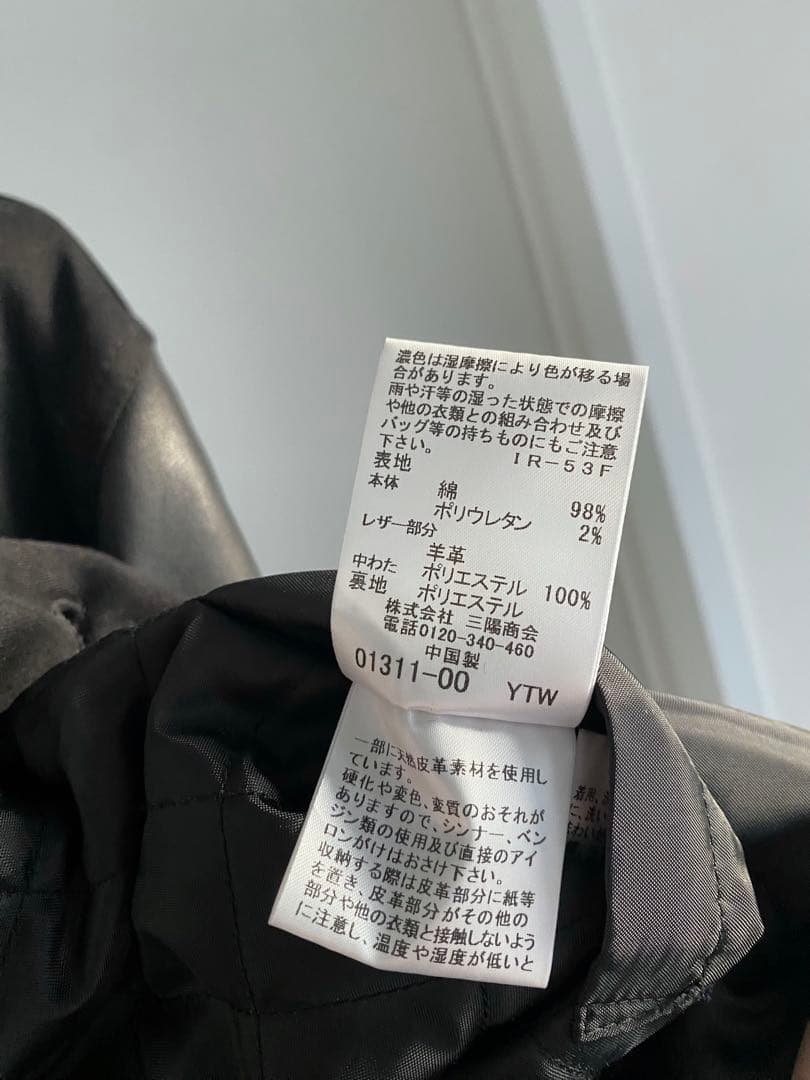 濃色は湿摩擦により色が移る場
合があります。
雨や汗等の湿った状態での摩擦
や他の衣類との組み合わせ及び
バッグ等の持ちものにもご注意
下さい。 IR-53F
表地
本体 綿 98%
ポリウレタン 2%
レザー部分
羊革
中わた ポリエステル 100%
裏地 ポリエステル
株式会社 三陽商会
電話0120-340-460
中国製
01311-00 YTW
一部に天然皮革素材を使用し
ています。
硬化や変色、変質のおそれが
ありますので、シンナー、ベン
ジン類の使用及び直接のアイ
ロンがけはおさけ下さい。
収納する際は皮革部分に紙等
を置き、皮革部分がその他の
部分や他の衣類と接触しないよう
に注意し、温度や湿度が低いと